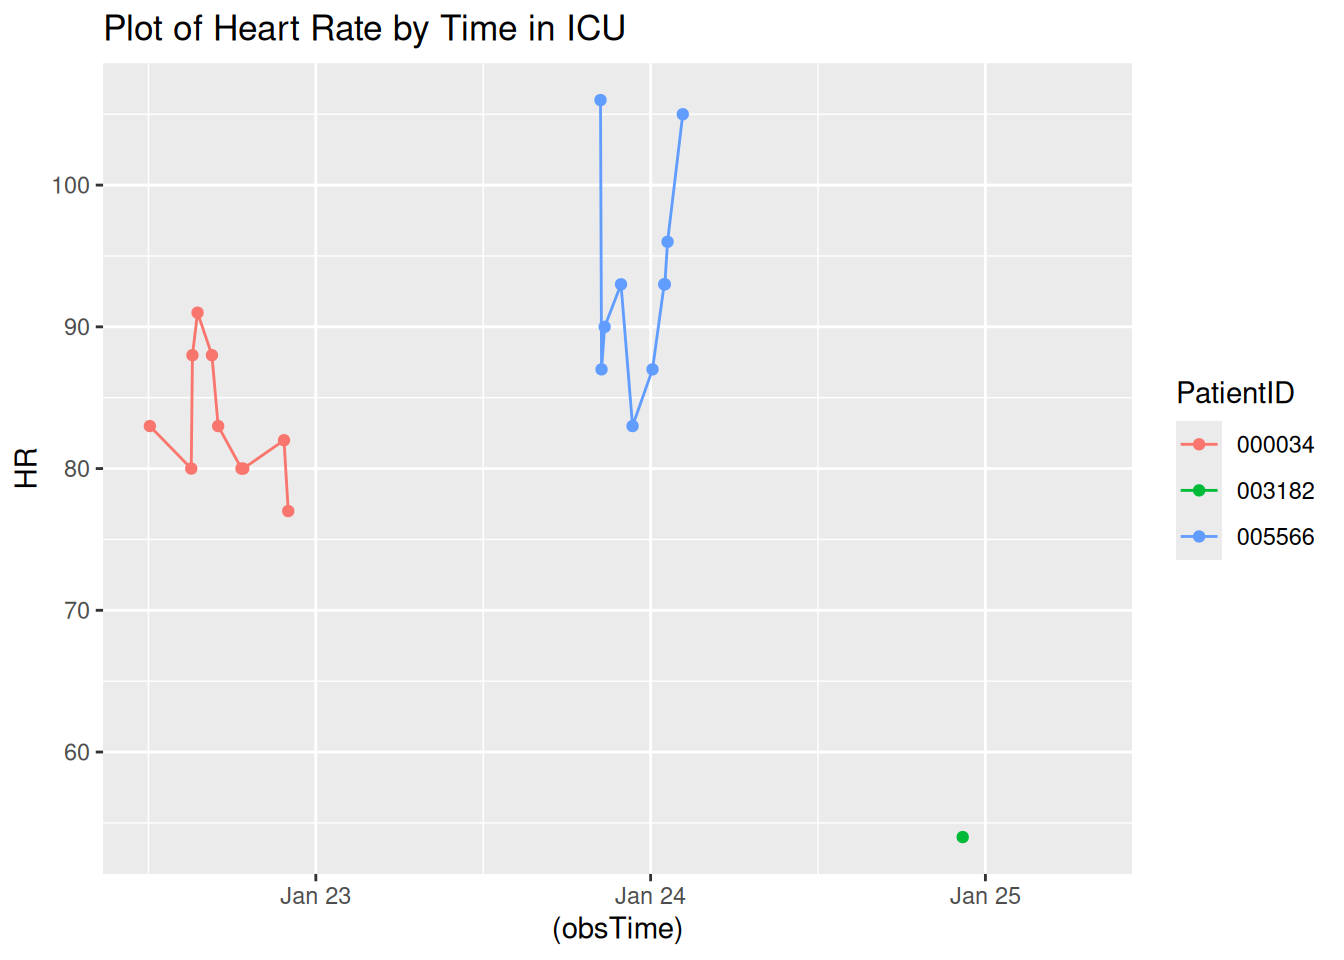 Plot of Heart Rate by Time in ICU
HR
100
90
80
70
60
Jan 23
Jan 24
Jan 25
(obsTime)
PatientID
000034
003182
005566